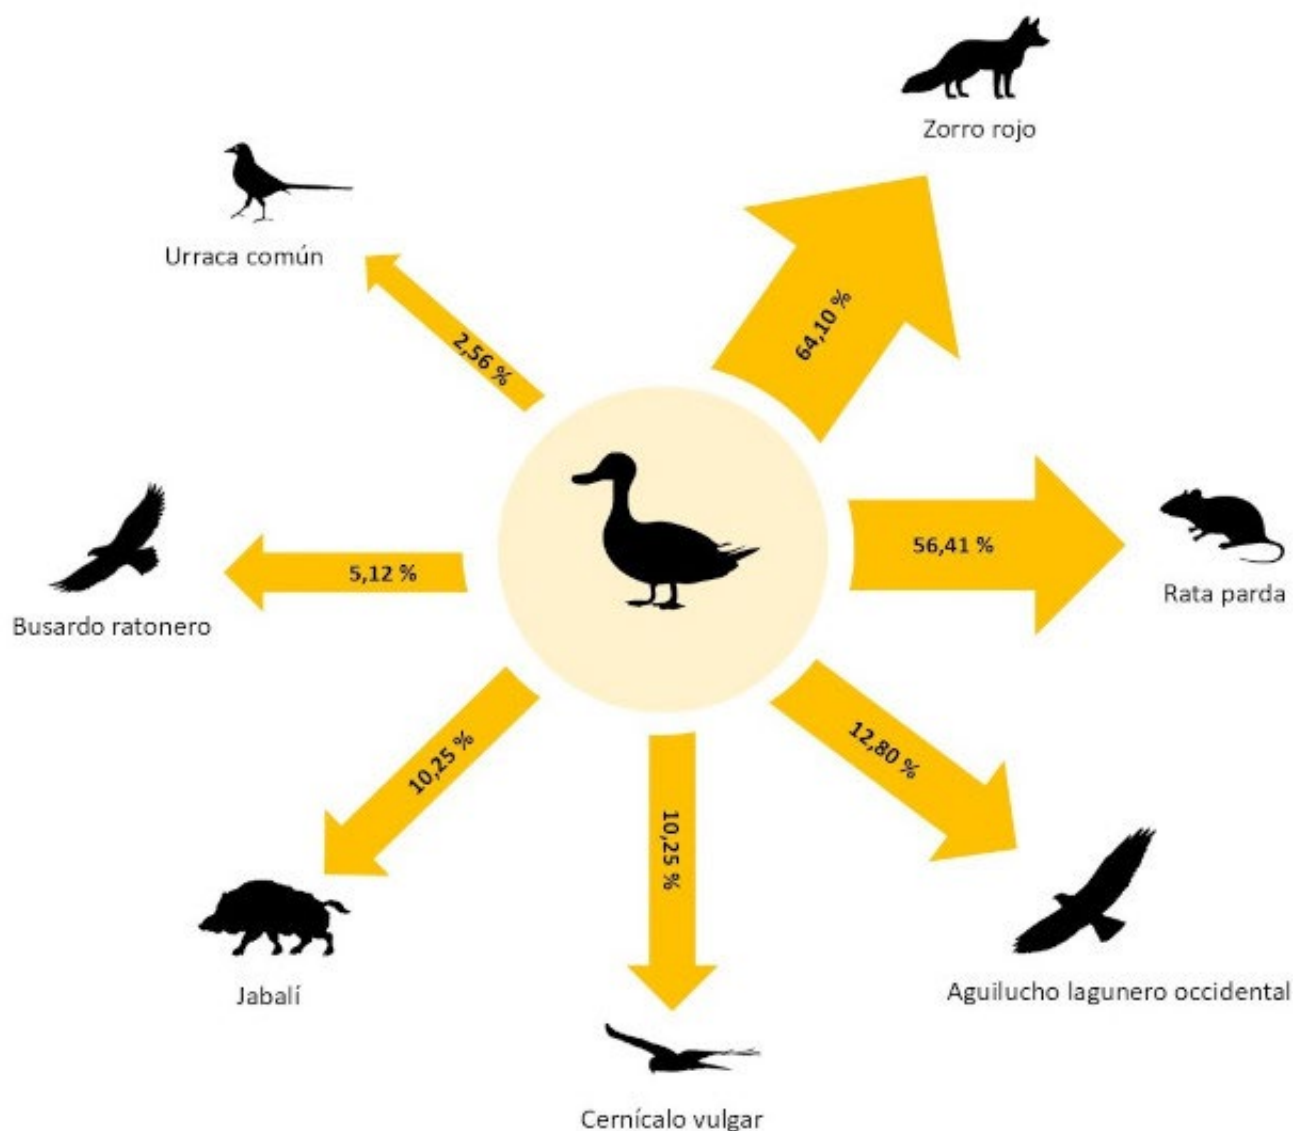 Zorro rojo
Urraca común
64,10 %
2,56 %
56,41 %
Rata parda
5,12 %
Busardo ratonero
12,80 %
10,25 %
10,25 %
Jabalí
Aguilucho lagunero occidental
Cernícalo vulgar